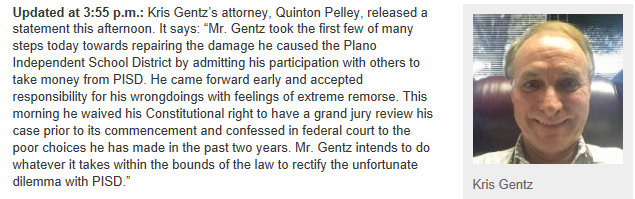 Updated at 3:55 p.m.: Kris Gentz’s attorney, Quinton Pelley, released a
statement this afternoon. It says: “Mr. Gentz took the first few of many
steps today towards repairing the damage he caused the Plano
Independent School District by admitting his participation with others to
take money from PISD. He came forward early and accepted
responsibility for his wrongdoings with feelings of extreme remorse. This
morning he waived his Constitutional right to have a grand jury review his
case prior to its commencement and confessed in federal court to the
poor choices he has made in the past two years. Mr. Gentz intends to do
whatever it takes within the bounds of the law to rectify the unfortunate
dilemma with PISD.”
Kris Gentz